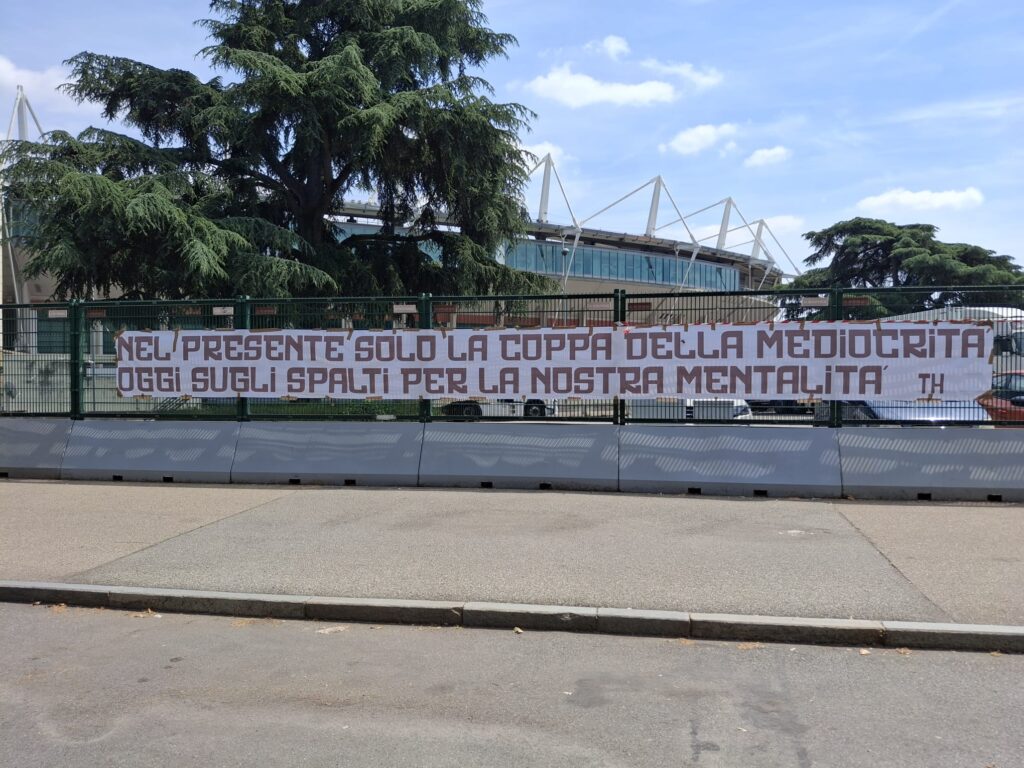 NEL PRESENTE SOLO LA COPPA DELLA MEDIOCRITÀ
OGGI SUGLI SPALTI PER LA NOSTRA MENTALITÀ TH